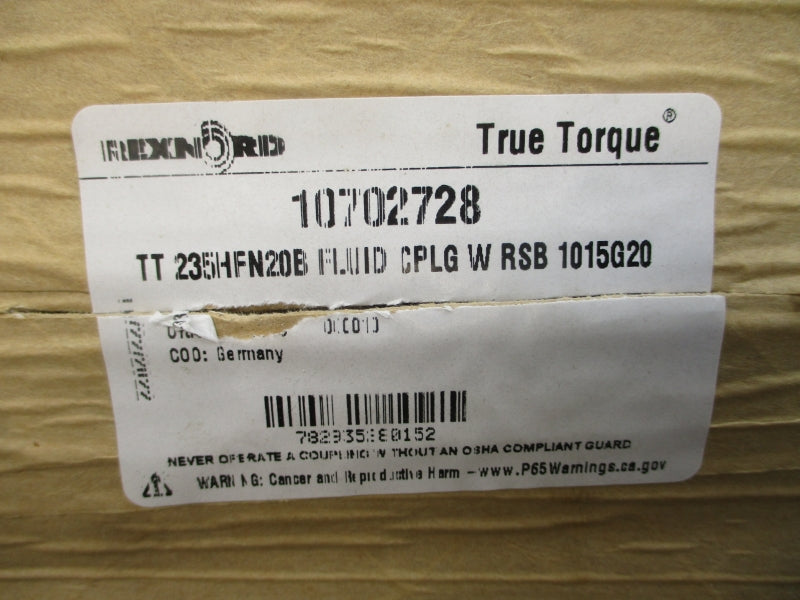 REXNORD True Torque®
10702728
TT 235HFN20B FLUID CPLG W RSB 1015G20
COO: Germany
NEVER OPERATE A COUPLING WITHOUT AN OSHA COMPLIANT GUARD
WARNING: Cancer and Reproductive Harm -www.P65Warnings.ca.gov